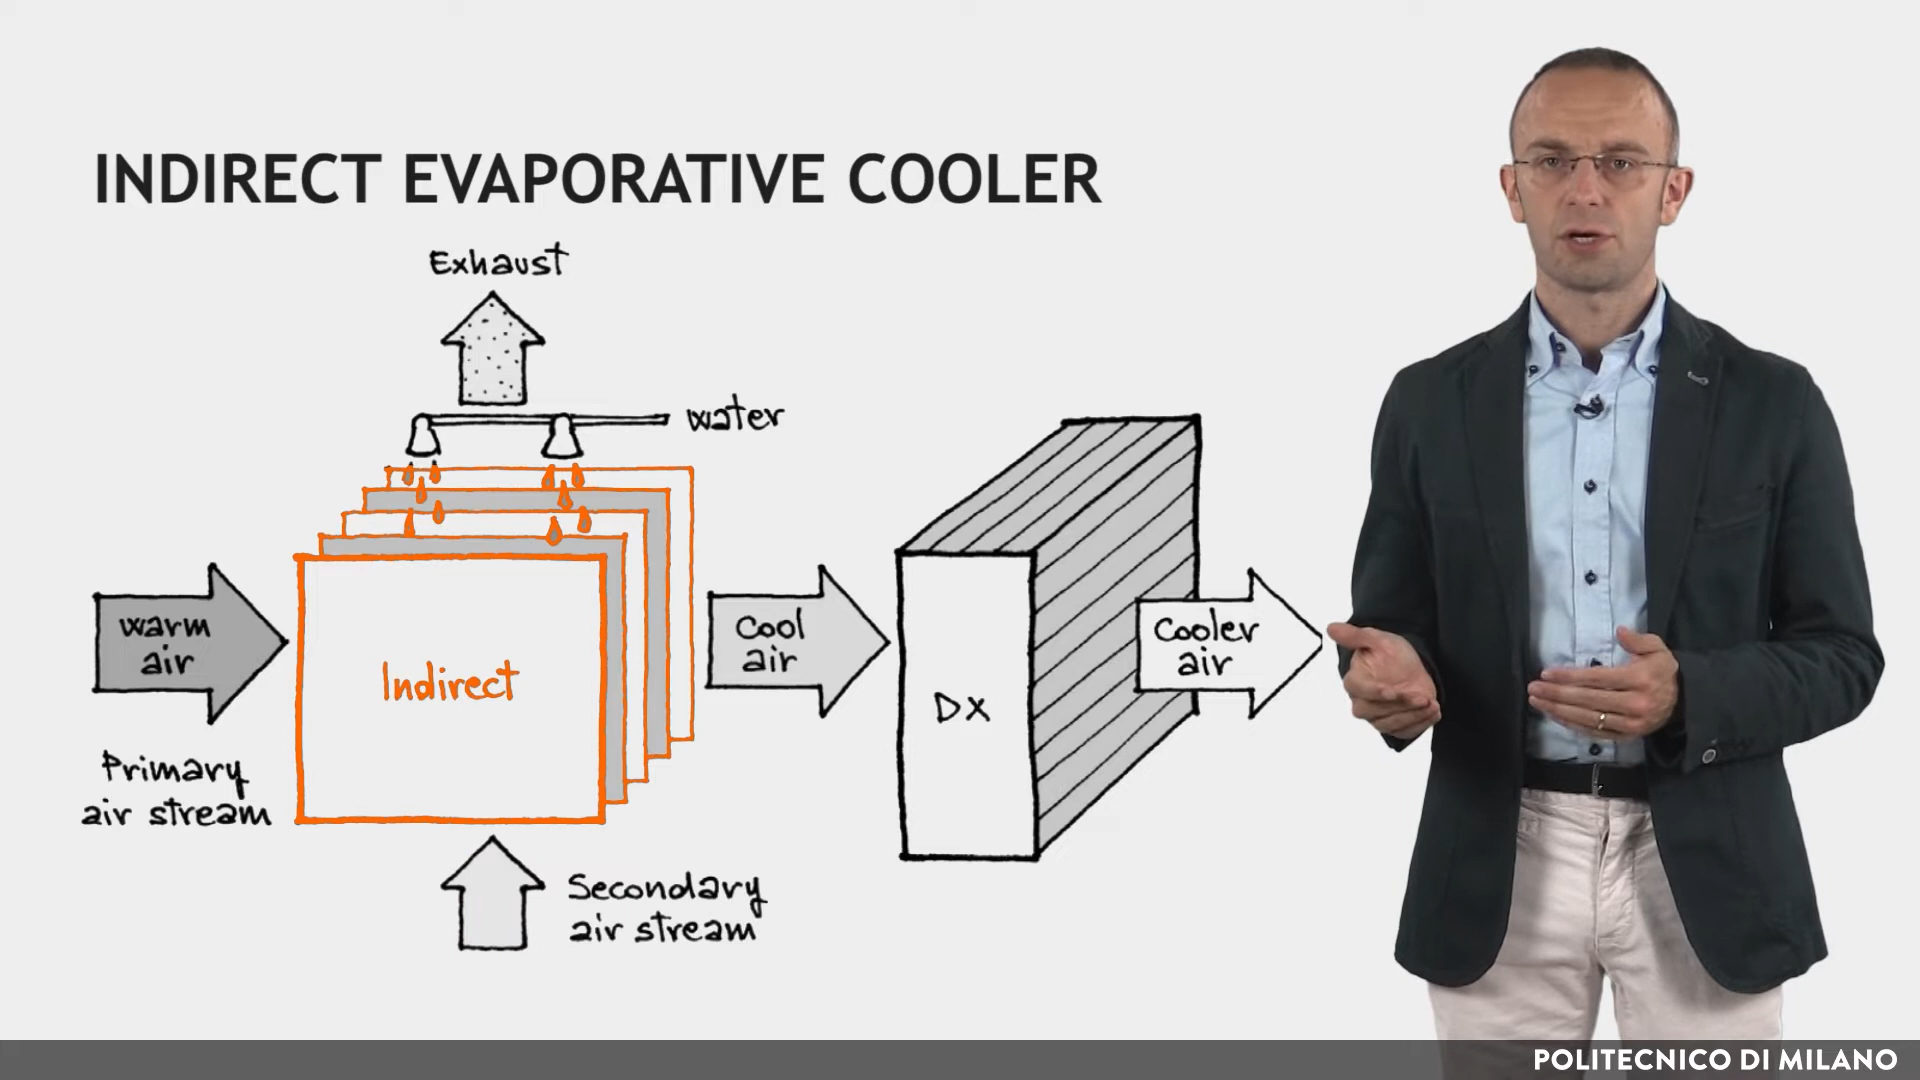 INDIRECT EVAPORATIVE COOLER
Exhaust
water
warm
air
Indirect
Cool
air
DX
Cooler
air
Primary
air stream
Secondary
air stream
POLITECNICO DI MILANO